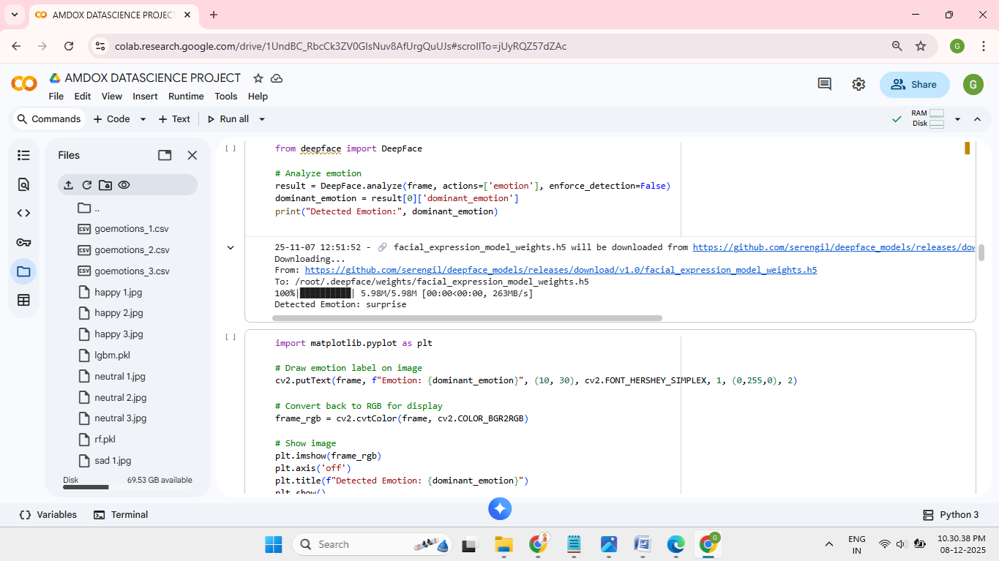 AMDOX DATASCIENCE PROJECT
colab.research.google.com/drive/1UndBC_RbcCk3ZV0GIsNuv8AfUrgQuUJs#scrollTo=jUyRQZ57dZAc
G
AMDOX DATASCIENCE PROJECT
File Edit View Insert Runtime Tools Help
Share
G
Commands + Code + Text Run all
RAM
Disk
Files
..
goemotions_1.csv
goemotions_2.csv
goemotions_3.csv
happy 1.jpg
happy 2.jpg
happy 3.jpg
lgbm.pkl
neutral 1.jpg
neutral 2.jpg
neutral 3.jpg
rf.pkl
sad 1.jpg
Disk 69.53 GB available
[ ] from deepface import DeepFace
# Analyze emotion
result = DeepFace.analyze(frame, actions=['emotion'], enforce_detection=False)
dominant_emotion = result[0]['dominant_emotion']
print("Detected Emotion:", dominant_emotion)
25-11-07 12:51:52 - 🔗 facial_expression_model_weights.h5 will be downloaded from https://github.com/serengil/deepface_models/releases/dow
Downloading...
From: https://github.com/serengil/deepface_models/releases/download/v1.0/facial_expression_model_weights.h5
To: /root/.deepface/weights/facial_expression_model_weights.h5
100%|██████████| 5.98M/5.98M [00:00<00:00, 263MB/s]
Detected Emotion: surprise
[ ] import matplotlib.pyplot as plt
# Draw emotion label on image
cv2.putText(frame, f"Emotion: {dominant_emotion}", (10, 30), cv2.FONT_HERSHEY_SIMPLEX, 1, (0,255,0), 2)
# Convert back to RGB for display
frame_rgb = cv2.cvtColor(frame, cv2.COLOR_BGR2RGB)
# Show image
plt.imshow(frame_rgb)
plt.axis('off')
plt.title(f"Detected Emotion: {dominant_emotion}")
plt.show()
Variables Terminal
Python 3
Search
ENG
IN
10.30.38 PM
08-12-2025